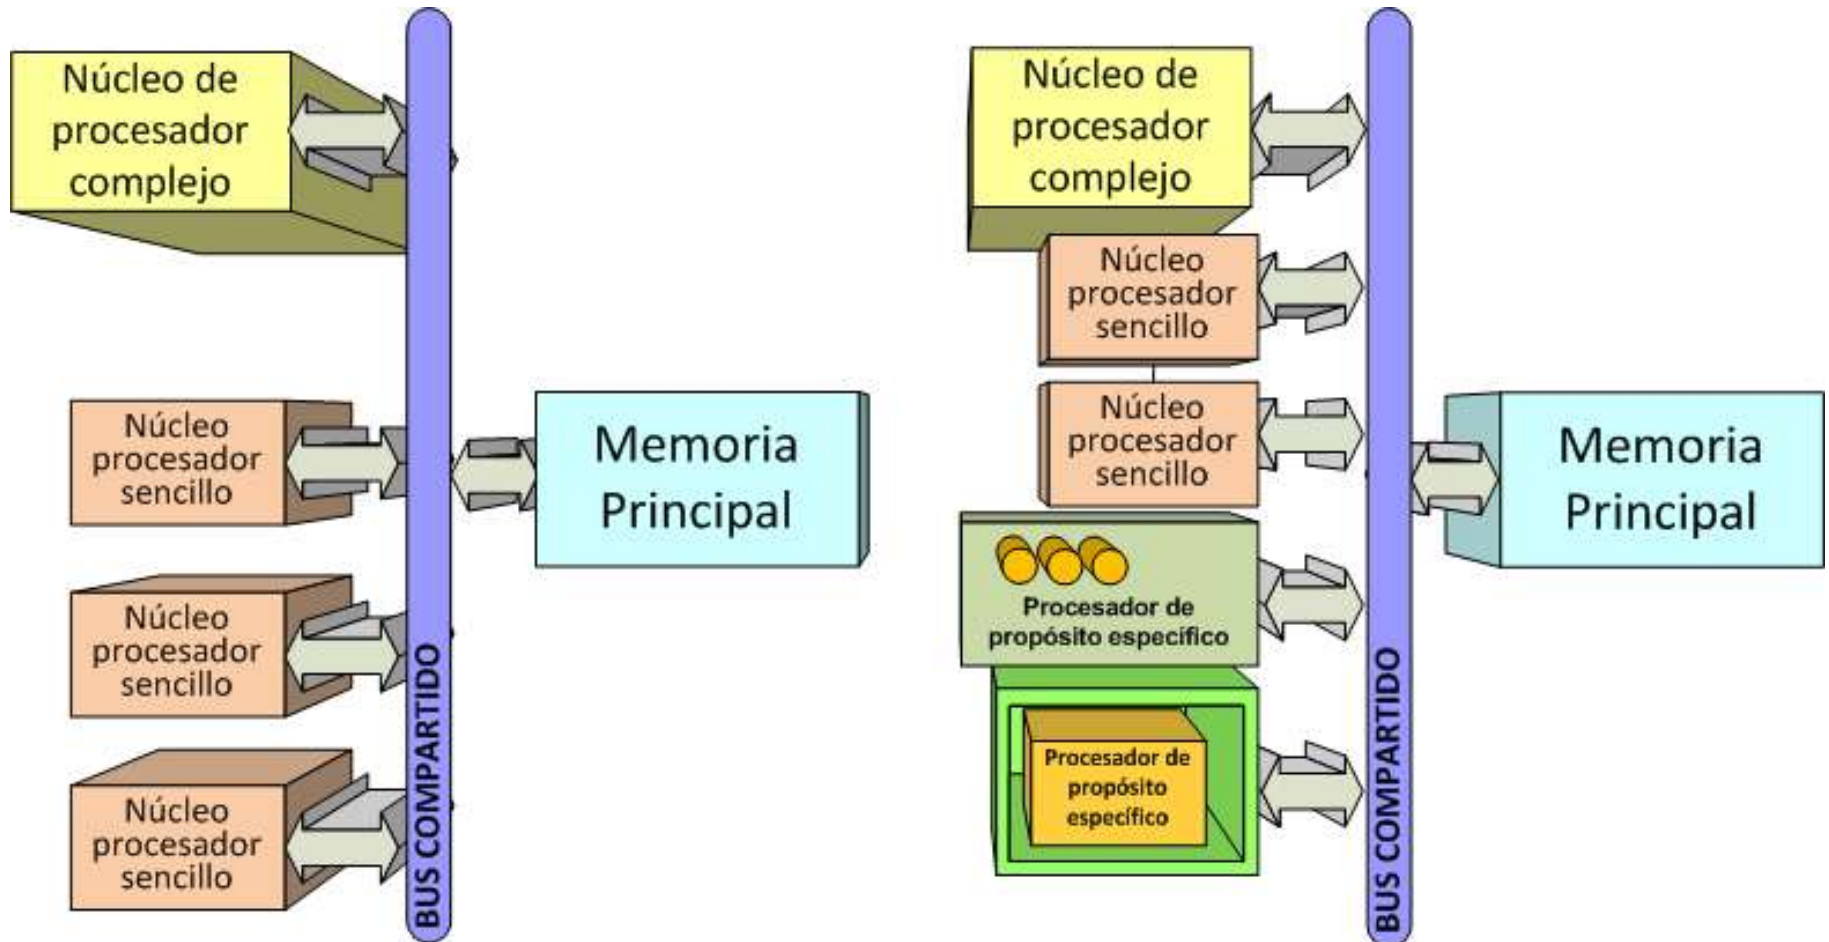 Núcleo de
procesador
complejo
Núcleo
procesador
sencillo
Núcleo
procesador
sencillo
Núcleo
procesador
sencillo
BUS COMPARTIDO
Memoria
Principal
Núcleo de
procesador
complejo
Núcleo
procesador
sencillo
Núcleo
procesador
sencillo
Procesador de
propósito específico
Procesador de
propósito
específico
BUS COMPARTIDO
Memoria
Principal